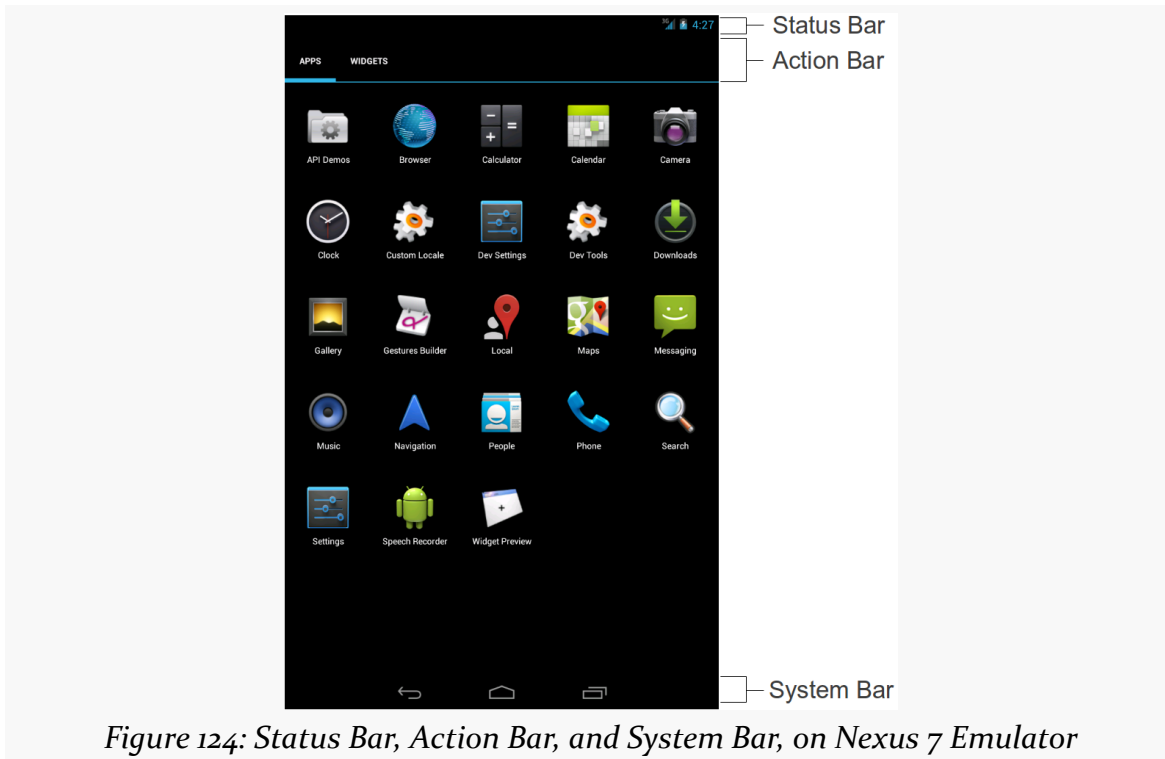 3G 4:27 Status Bar
APPS WIDGETS Action Bar
API Demos Browser Calculator Calendar Camera
Clock Custom Locale Dev Settings Dev Tools Downloads
Gallery Gestures Builder Local Maps Messaging
Music Navigation People Phone Search
Settings Speech Recorder Widget Preview
System Bar
Figure 124: Status Bar, Action Bar, and System Bar, on Nexus 7 Emulator